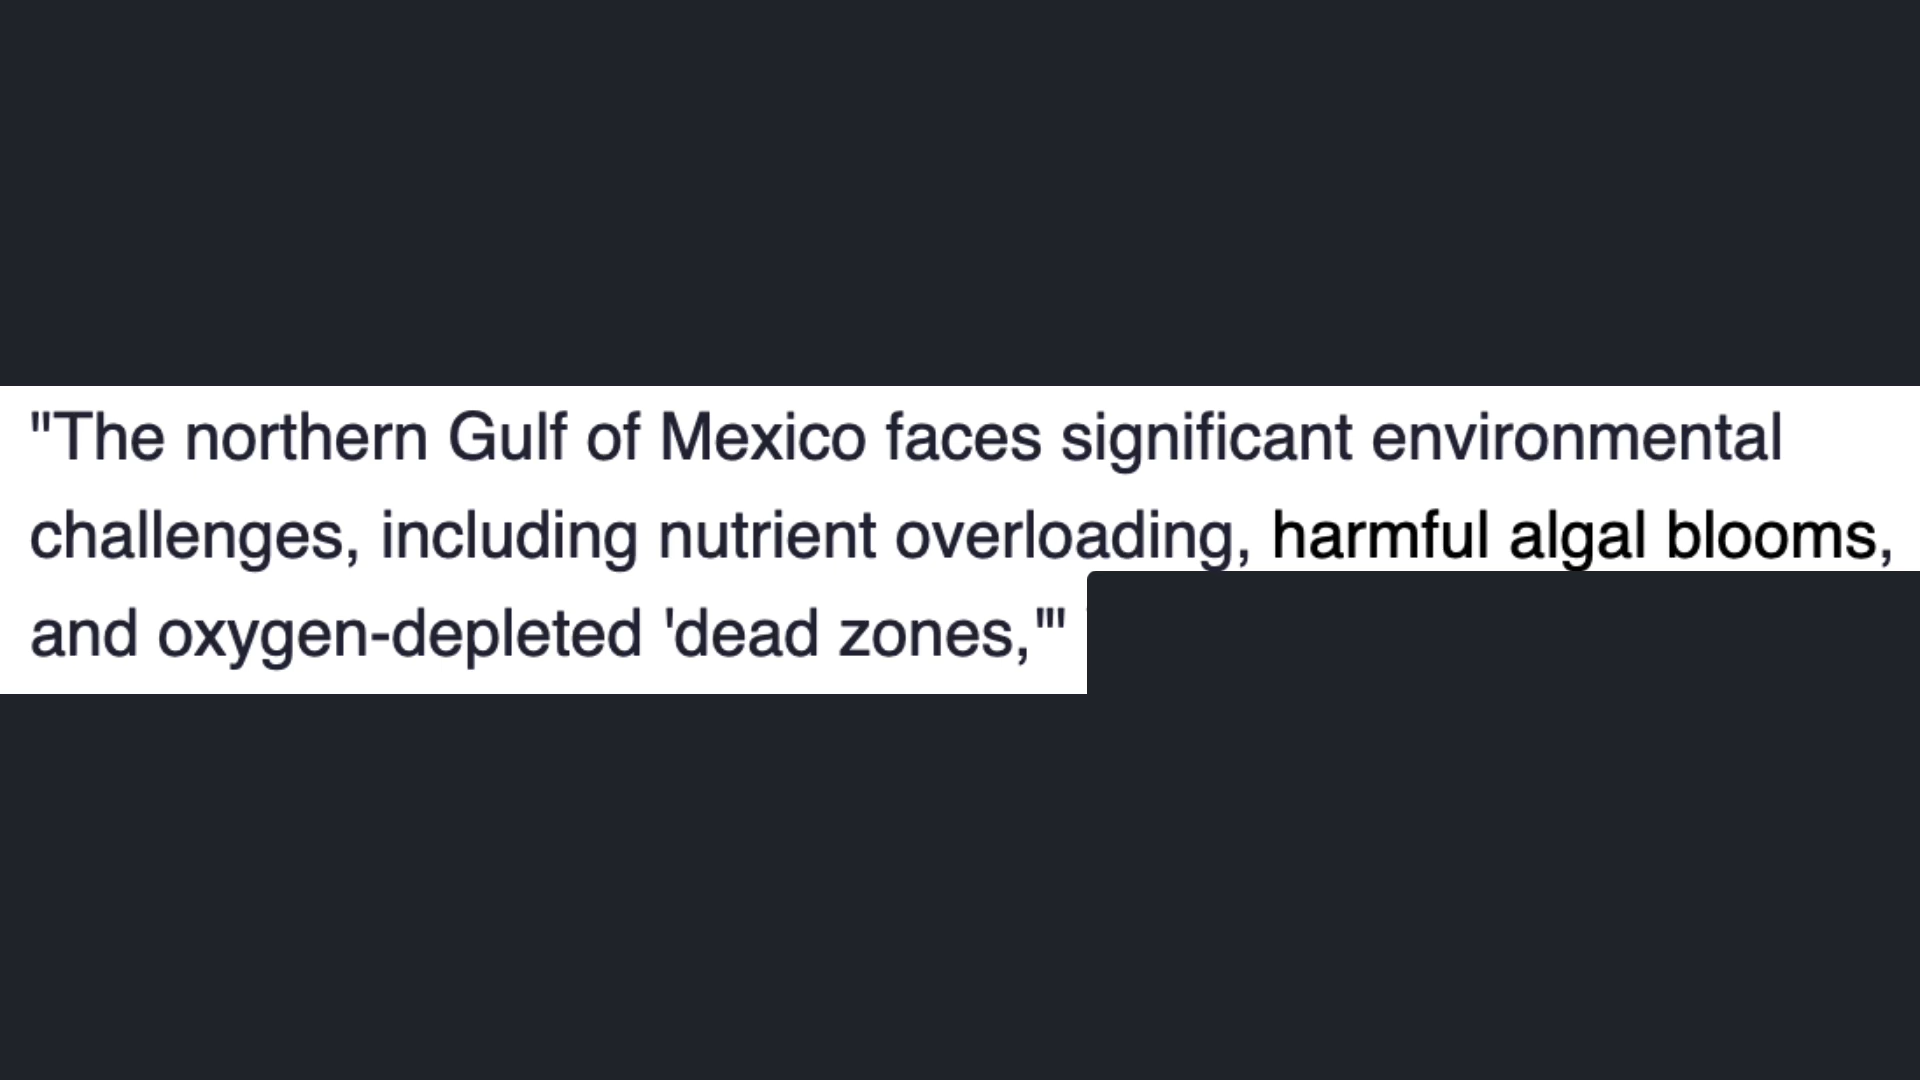 "The northern Gulf of Mexico faces significant environmental
challenges, including nutrient overloading, harmful algal blooms,
and oxygen-depleted 'dead zones,'"